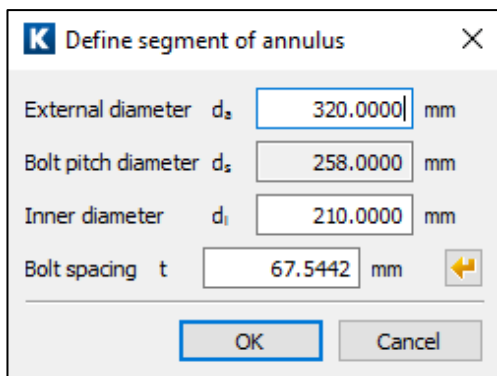 K Define segment of annulus
External diameter dₐ 320.0000 mm
Bolt pitch diameter dₛ 258.0000 mm
Inner diameter dᵢ 210.0000 mm
Bolt spacing t 67.5442 mm
OK Cancel